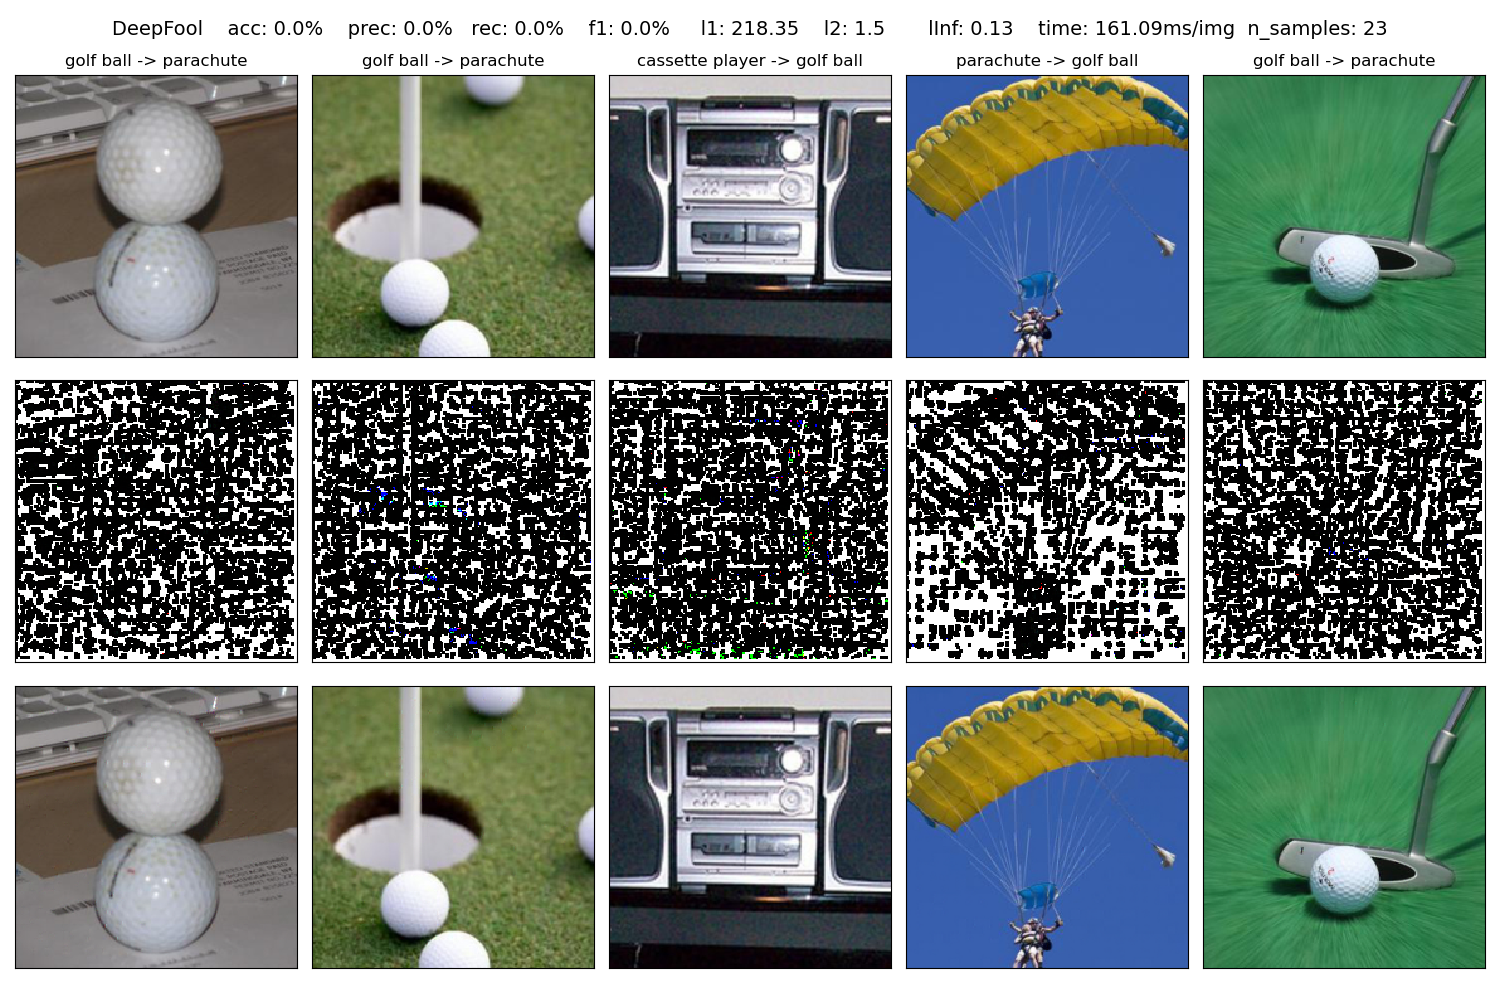 DeepFool    acc: 0.0%    prec: 0.0%   rec: 0.0%    f1: 0.0%     l1: 218.35    l2: 1.5       lInf: 0.13    time: 161.09ms/img  n_samples: 23
golf ball -> parachute
golf ball -> parachute
cassette player -> golf ball
parachute -> golf ball
golf ball -> parachute